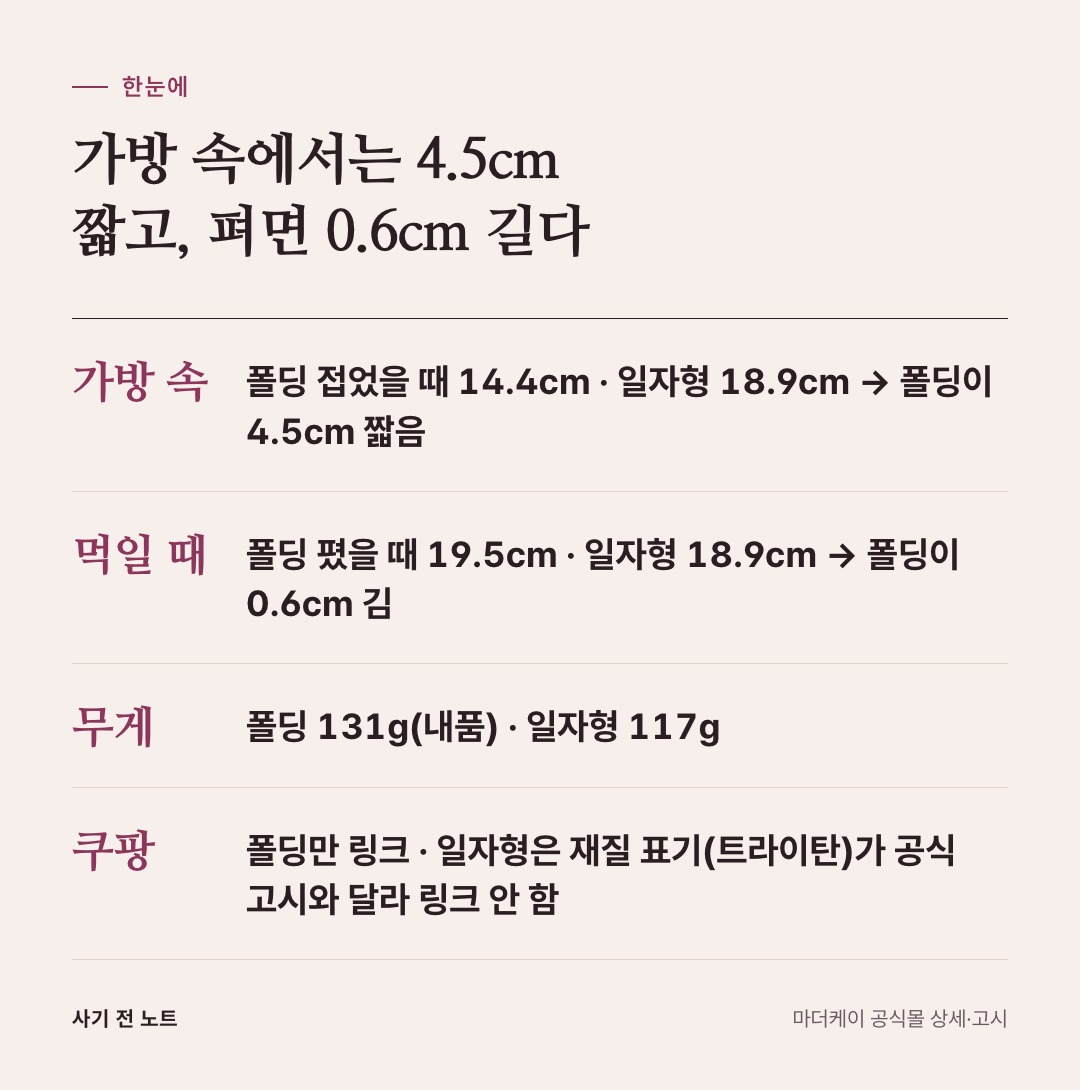 한눈에
가방 속에서는 4.5cm
짧고, 펴면 0.6cm 길다
가방 속
폴딩 접었을 때 14.4cm · 일자형 18.9cm → 폴딩이
4.5cm 짧음
먹일 때
폴딩 폈을 때 19.5cm · 일자형 18.9cm → 폴딩이
0.6cm 김
무게
폴딩 131g(내품) · 일자형 117g
쿠팡
폴딩만 링크 · 일자형은 재질 표기(트라이탄)가 공식
고시와 달라 링크 안 함
사기 전 노트
마더케이 공식몰 상세·고시